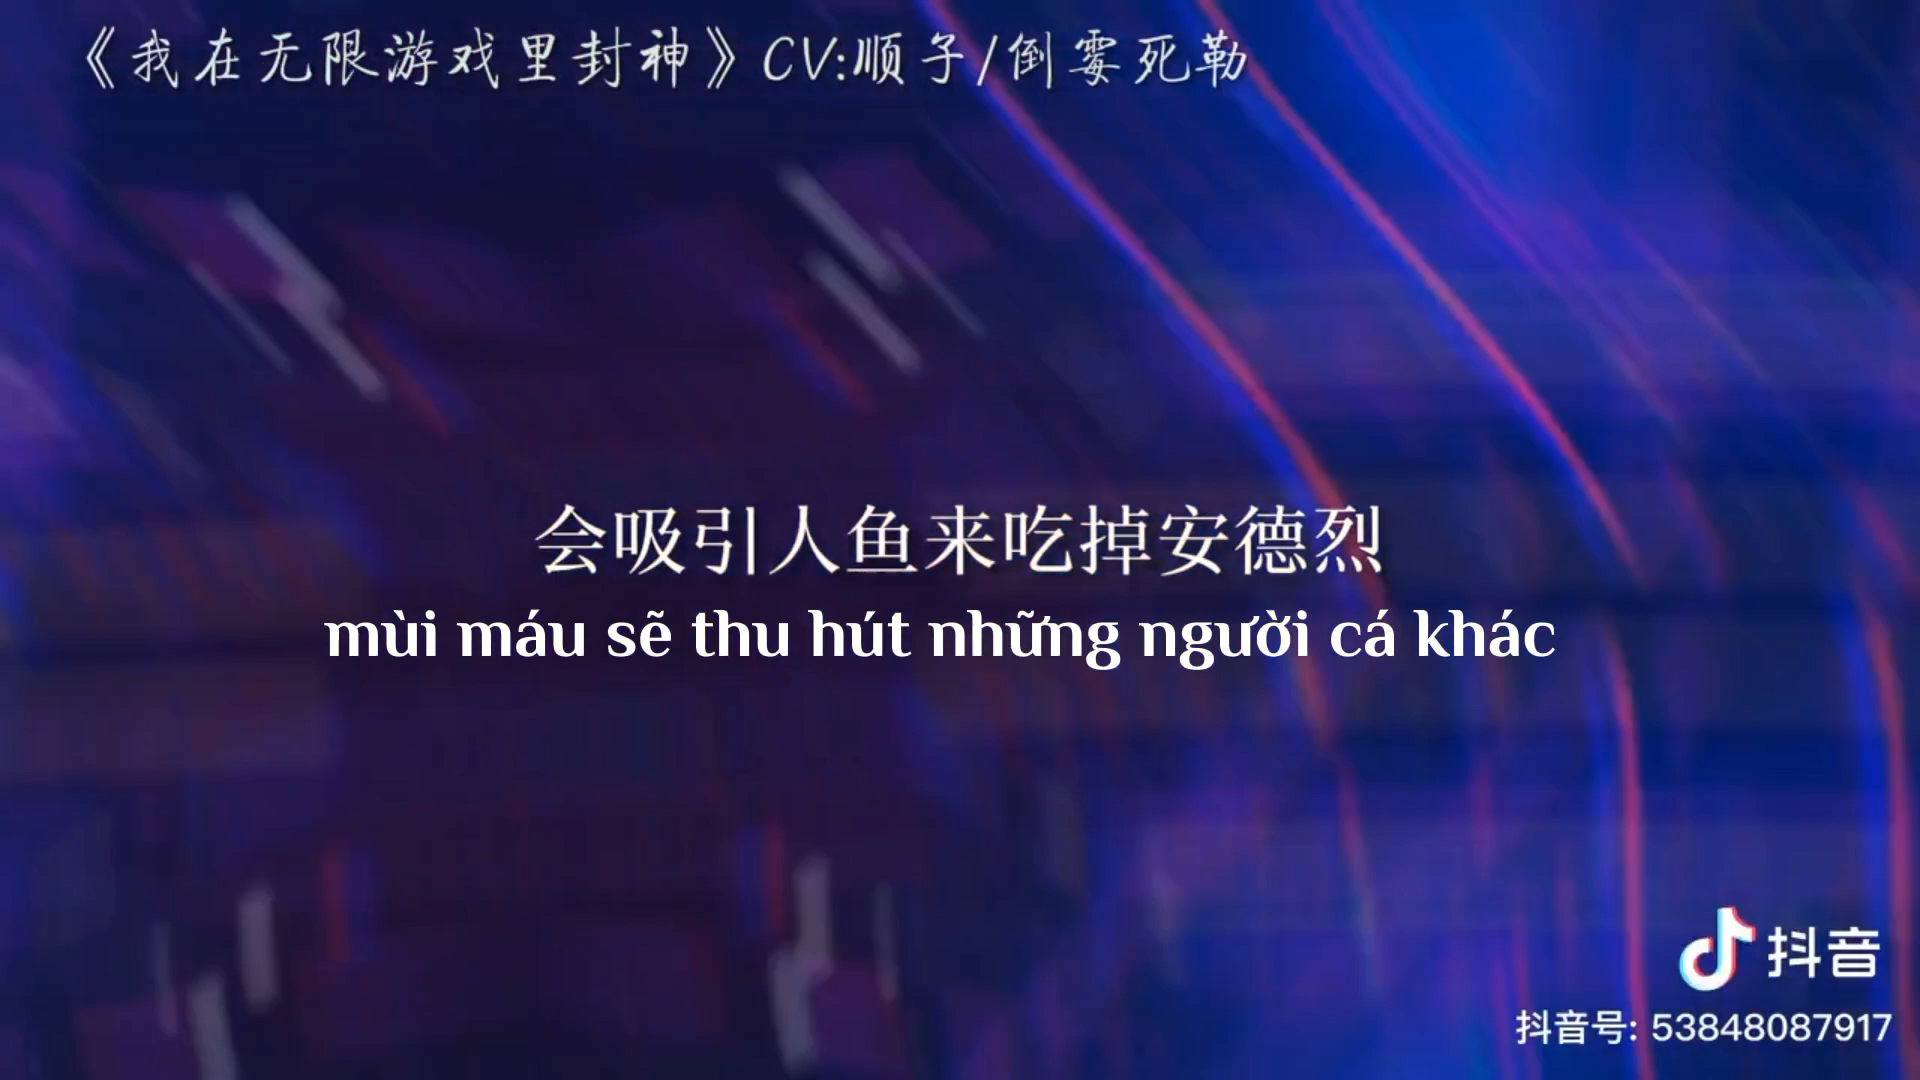 《我在无限游戏里封神》CV:顺子/倒霉死勒
会吸引人鱼来吃掉安德烈
mùi máu sẽ thu hút những người cá khác
抖音
抖音号: 53848087917